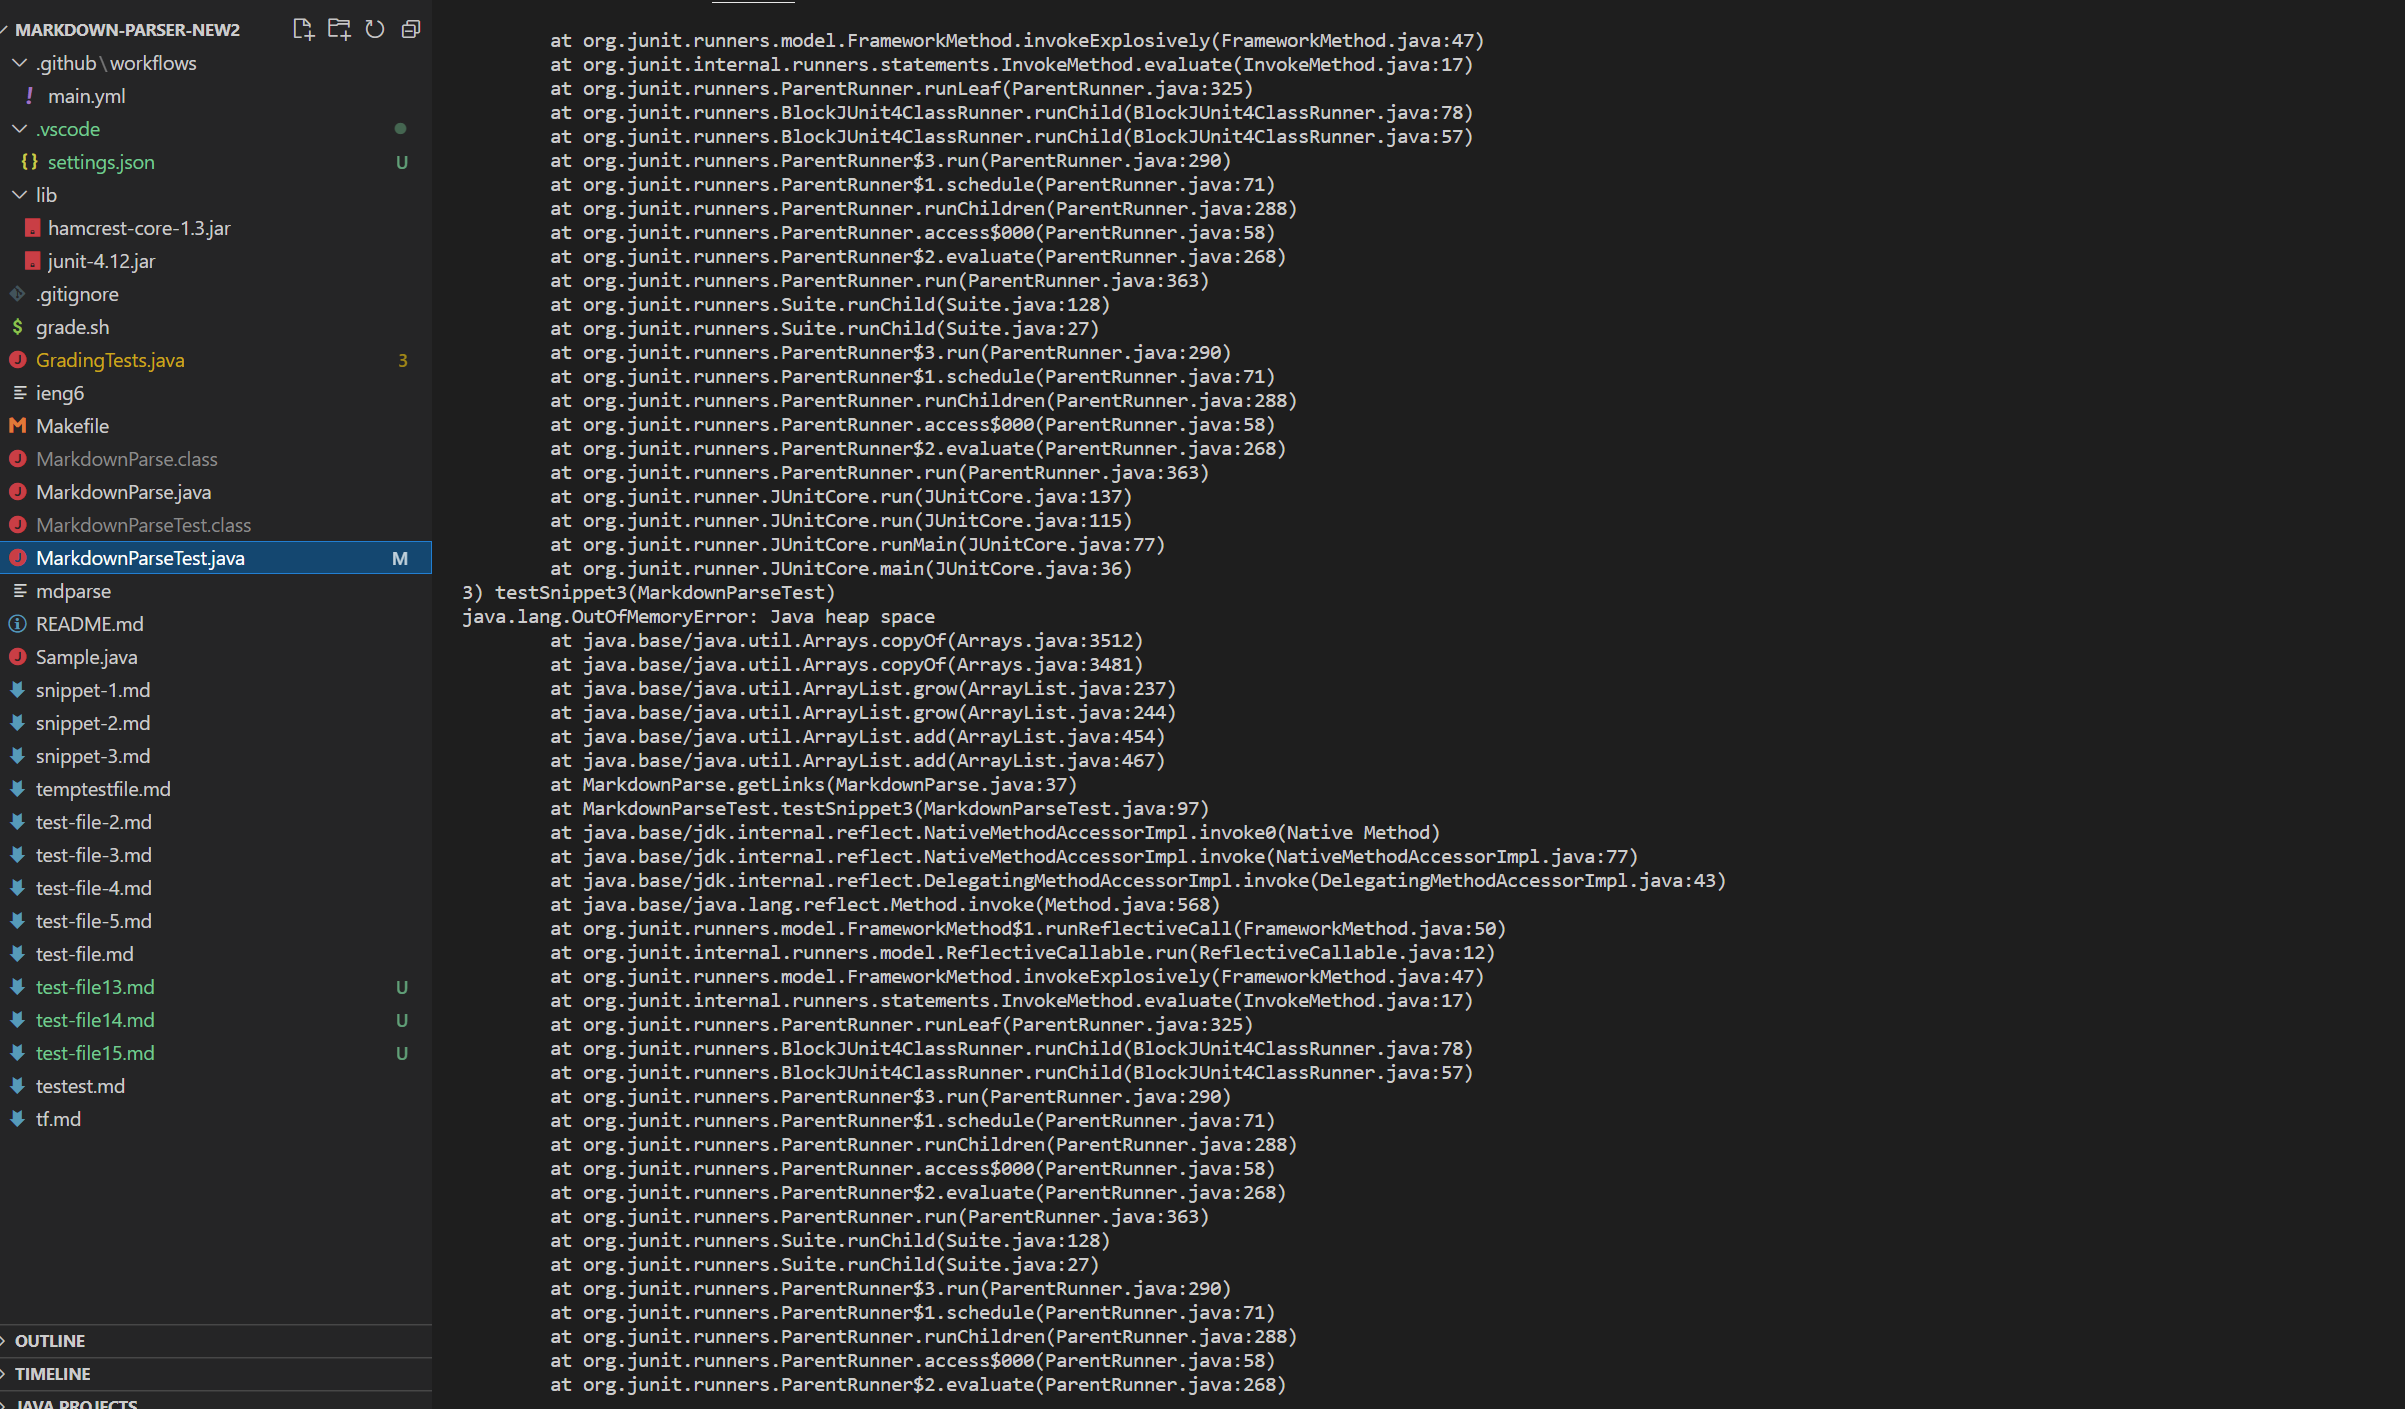 MARKDOWN-PARSER-NEW2
.github\workflows
! main.yml
.vscode
{} settings.json U
lib
hamcrest-core-1.3.jar
junit-4.12.jar
.gitignore
$ grade.sh
GradingTests.java 3
ieng6
M Makefile
J MarkdownParse.class
J MarkdownParse.java
J MarkdownParseTest.class
J MarkdownParseTest.java M
mdparse
README.md
J Sample.java
snippet-1.md
snippet-2.md
snippet-3.md
temptestfile.md
test-file-2.md
test-file-3.md
test-file-4.md
test-file-5.md
test-file.md
test-file13.md U
test-file14.md U
test-file15.md U
testest.md
tf.md
OUTLINE
TIMELINE
JAVA PROJECTS
at org.junit.runners.model.FrameworkMethod.invokeExplosively(FrameworkMethod.java:47)
at org.junit.internal.runners.statements.InvokeMethod.evaluate(InvokeMethod.java:17)
at org.junit.runners.ParentRunner.runLeaf(ParentRunner.java:325)
at org.junit.runners.BlockJUnit4ClassRunner.runChild(BlockJUnit4ClassRunner.java:78)
at org.junit.runners.BlockJUnit4ClassRunner.runChild(BlockJUnit4ClassRunner.java:57)
at org.junit.runners.ParentRunner$3.run(ParentRunner.java:290)
at org.junit.runners.ParentRunner$1.schedule(ParentRunner.java:71)
at org.junit.runners.ParentRunner.runChildren(ParentRunner.java:288)
at org.junit.runners.ParentRunner.access$000(ParentRunner.java:58)
at org.junit.runners.ParentRunner$2.evaluate(ParentRunner.java:268)
at org.junit.runners.ParentRunner.run(ParentRunner.java:363)
at org.junit.runners.Suite.runChild(Suite.java:128)
at org.junit.runners.Suite.runChild(Suite.java:27)
at org.junit.runners.ParentRunner$3.run(ParentRunner.java:290)
at org.junit.runners.ParentRunner$1.schedule(ParentRunner.java:71)
at org.junit.runners.ParentRunner.runChildren(ParentRunner.java:288)
at org.junit.runners.ParentRunner.access$000(ParentRunner.java:58)
at org.junit.runners.ParentRunner$2.evaluate(ParentRunner.java:268)
at org.junit.runners.ParentRunner.run(ParentRunner.java:363)
at org.junit.runner.JUnitCore.run(JUnitCore.java:137)
at org.junit.runner.JUnitCore.run(JUnitCore.java:115)
at org.junit.runner.JUnitCore.runMain(JUnitCore.java:77)
at org.junit.runner.JUnitCore.main(JUnitCore.java:36)
3) testSnippet3(MarkdownParseTest)
java.lang.OutOfMemoryError: Java heap space
at java.base/java.util.Arrays.copyOf(Arrays.java:3512)
at java.base/java.util.Arrays.copyOf(Arrays.java:3481)
at java.base/java.util.ArrayList.grow(ArrayList.java:237)
at java.base/java.util.ArrayList.grow(ArrayList.java:244)
at java.base/java.util.ArrayList.add(ArrayList.java:454)
at java.base/java.util.ArrayList.add(ArrayList.java:467)
at MarkdownParse.getLinks(MarkdownParse.java:37)
at MarkdownParseTest.testSnippet3(MarkdownParseTest.java:97)
at java.base/jdk.internal.reflect.NativeMethodAccessorImpl.invoke0(Native Method)
at java.base/jdk.internal.reflect.NativeMethodAccessorImpl.invoke(NativeMethodAccessorImpl.java:77)
at java.base/jdk.internal.reflect.DelegatingMethodAccessorImpl.invoke(DelegatingMethodAccessorImpl.java:43)
at java.base/java.lang.reflect.Method.invoke(Method.java:568)
at org.junit.runners.model.FrameworkMethod$1.runReflectiveCall(FrameworkMethod.java:50)
at org.junit.internal.runners.model.ReflectiveCallable.run(ReflectiveCallable.java:12)
at org.junit.runners.model.FrameworkMethod.invokeExplosively(FrameworkMethod.java:47)
at org.junit.internal.runners.statements.InvokeMethod.evaluate(InvokeMethod.java:17)
at org.junit.runners.ParentRunner.runLeaf(ParentRunner.java:325)
at org.junit.runners.BlockJUnit4ClassRunner.runChild(BlockJUnit4ClassRunner.java:78)
at org.junit.runners.BlockJUnit4ClassRunner.runChild(BlockJUnit4ClassRunner.java:57)
at org.junit.runners.ParentRunner$3.run(ParentRunner.java:290)
at org.junit.runners.ParentRunner$1.schedule(ParentRunner.java:71)
at org.junit.runners.ParentRunner.runChildren(ParentRunner.java:288)
at org.junit.runners.ParentRunner.access$000(ParentRunner.java:58)
at org.junit.runners.ParentRunner$2.evaluate(ParentRunner.java:268)
at org.junit.runners.ParentRunner.run(ParentRunner.java:363)
at org.junit.runners.Suite.runChild(Suite.java:128)
at org.junit.runners.Suite.runChild(Suite.java:27)
at org.junit.runners.ParentRunner$3.run(ParentRunner.java:290)
at org.junit.runners.ParentRunner$1.schedule(ParentRunner.java:71)
at org.junit.runners.ParentRunner.runChildren(ParentRunner.java:288)
at org.junit.runners.ParentRunner.access$000(ParentRunner.java:58)
at org.junit.runners.ParentRunner$2.evaluate(ParentRunner.java:268)